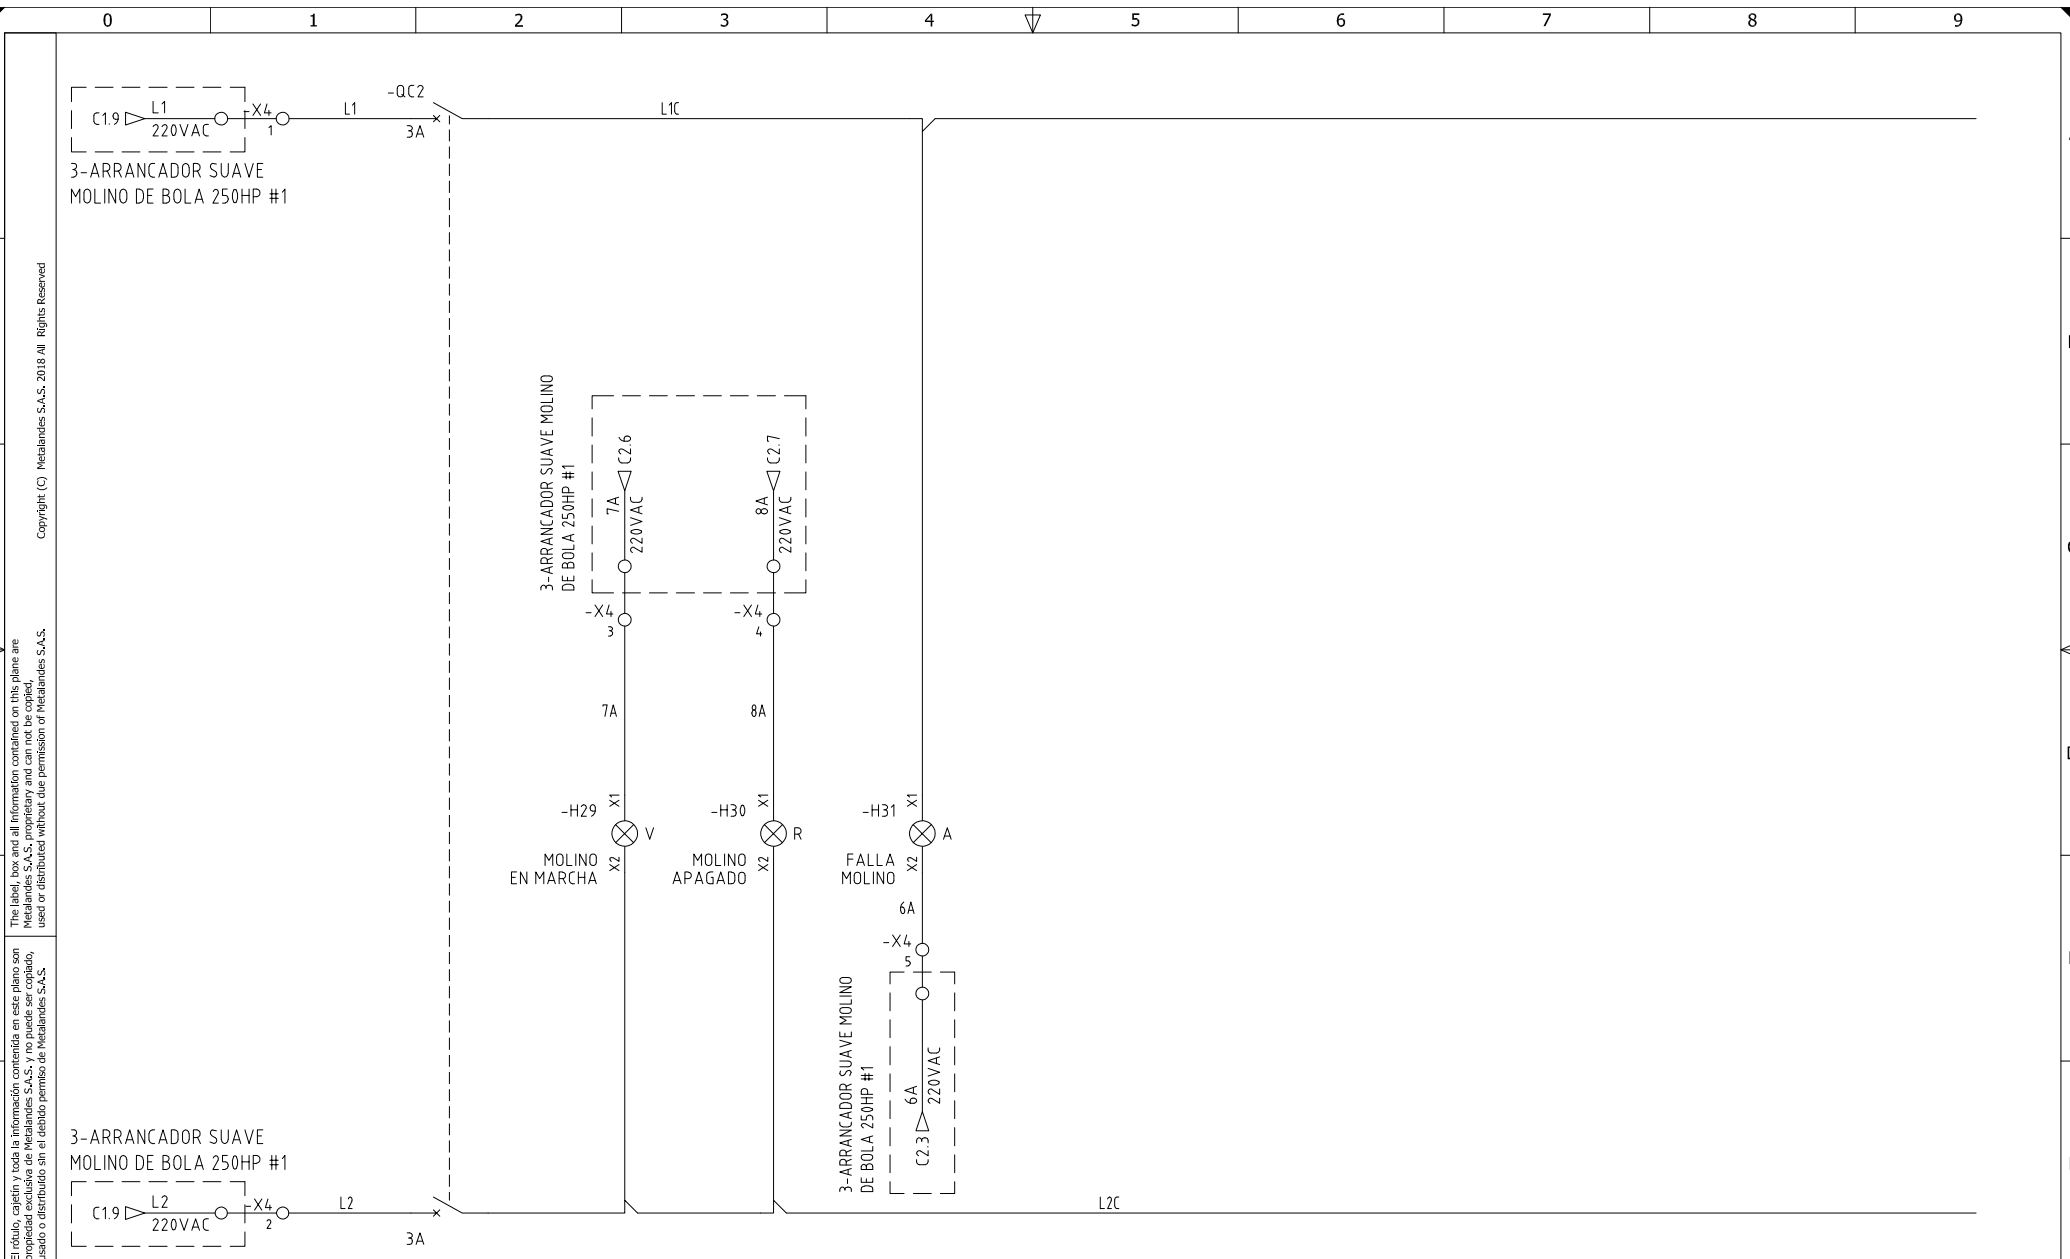 0 1 2 3 4 5 6 7 8 9
-QC2
C1.9 L1 -X4 L1 L1C
220VAC 1 3A
3-ARRANCADOR SUAVE
MOLINO DE BOLA 250HP #1
3-ARRANCADOR SUAVE MOLINO
DE BOLA 250HP #1
C2.6
7A
220VAC
C2.7
8A
220VAC
-X4
3
-X4
4
7A
8A
X1
-H29
V
MOLINO
EN MARCHA
X2
X1
-H30
R
MOLINO
APAGADO
X2
X1
-H31
A
FALLA
MOLINO
X2
6A
-X4
5
3-ARRANCADOR SUAVE MOLINO
DE BOLA 250HP #1
6A
220VAC
C2.3
3-ARRANCADOR SUAVE
MOLINO DE BOLA 250HP #1
C1.9 L2 -X4 L2 L2C
220VAC 2
3A
The label, box and all information contained on this plane are
Metalandes S.A.S. proprietary and can not be copied,
used or distributed without due permission of Metalandes S.A.S.
Copyright (C) Metalandes S.A.S. 2018 All Rights Reserved
El rótulo, cajetín y toda la información contenida en este plano son
propiedad exclusiva de Metalandes S.A.S. y no puede ser copiado,
usado o distribuido sin el debido permiso de Metalandes S.A.S.